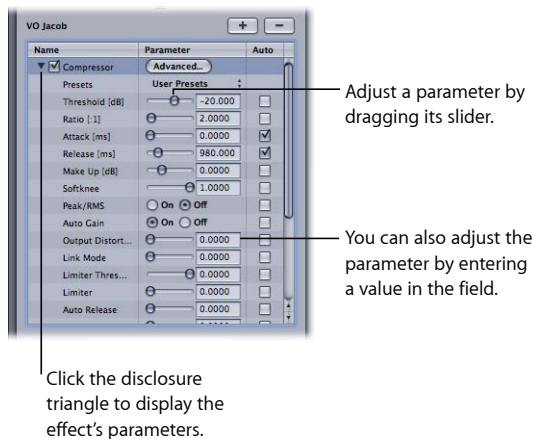 VO Jacob + −
Name Parameter Auto
Compressor Advanced...
Presets User Presets
Threshold [dB] -20.000
Ratio [:1] 2.0000
Attack [ms] 0.0000
Release [ms] 980.000
Make Up [dB] 0.0000
Softknee 1.0000
Peak/RMS On Off
Auto Gain On Off
Output Distort... 0.0000
Link Mode 0.0000
Limiter Thres... 0.0000
Limiter 0.0000
Auto Release 0.0000
Adjust a parameter by
dragging its slider.
You can also adjust the
parameter by entering
a value in the field.
Click the disclosure
triangle to display the
effect's parameters.